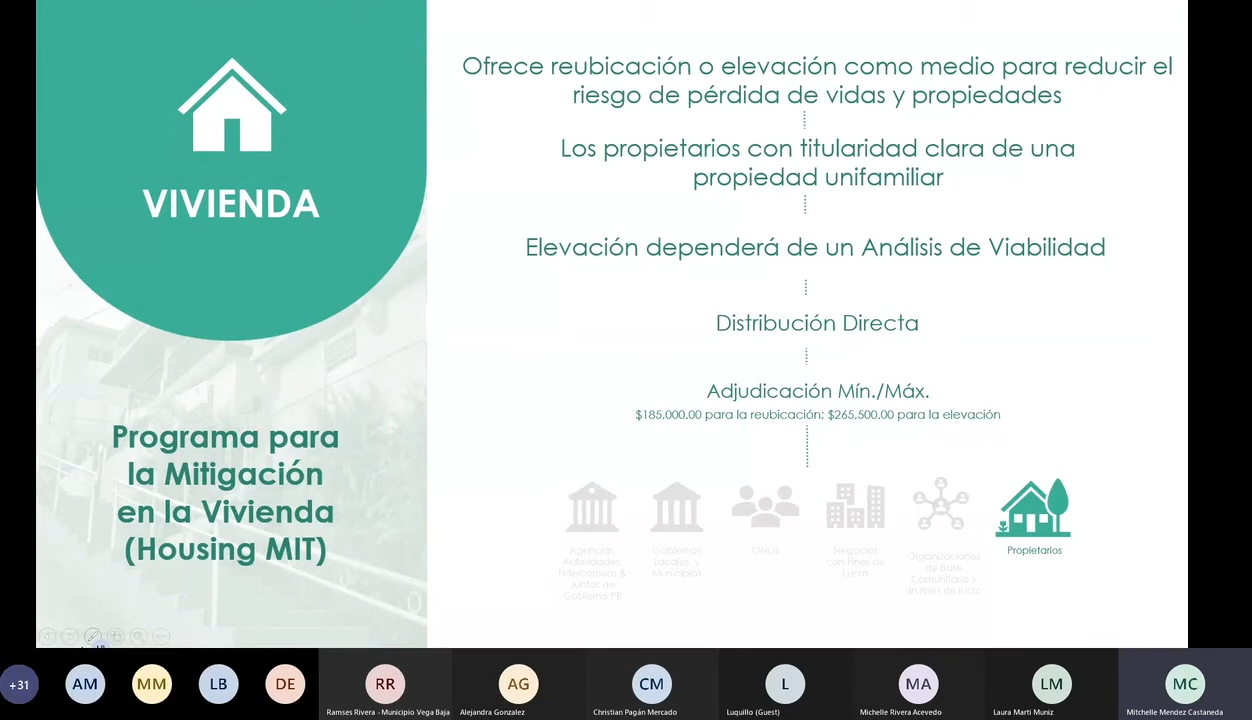 VIVIENDA
Programa para
la Mitigación
en la Vivienda
(Housing MIT)
Ofrece reubicación o elevación como medio para reducir el
riesgo de pérdida de vidas y propiedades
Los propietarios con titularidad clara de una
propiedad unifamiliar
Elevación dependerá de un Análisis de Viabilidad
Distribución Directa
Adjudicación Mín./Máx.
$185,000.00 para la reubicación; $265,500.00 para la elevación
Agencias,
Autoridades,
Fideicomisos &
Juntas de
Gobierno PR
Gobiernos
Locales y
Municipios
ONGs
Negocios
con Fines de
Lucro
Organizaciones
de Base
Comunitaria y
sin fines de lucro
Propietarios
+31
AM
MM
LB
DE
RR
Ramses Rivera - Municipio Vega Baja
AG
Alejandra Gonzalez
CM
Christian Pagán Mercado
L
Luquillo (Guest)
MA
Michelle Rivera Acevedo
LM
Laura Marti Muniz
MC
Mitchelle Mendez Castaneda